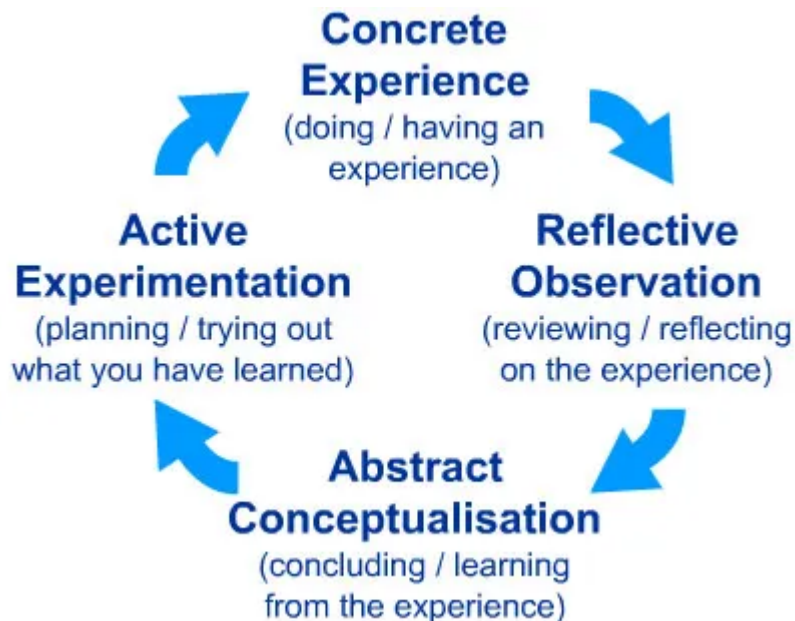 Concrete
Experience
(doing / having an
experience)
Reflective
Observation
(reviewing / reflecting
on the experience)
Abstract
Conceptualisation
(concluding / learning
from the experience)
Active
Experimentation
(planning / trying out
what you have learned)